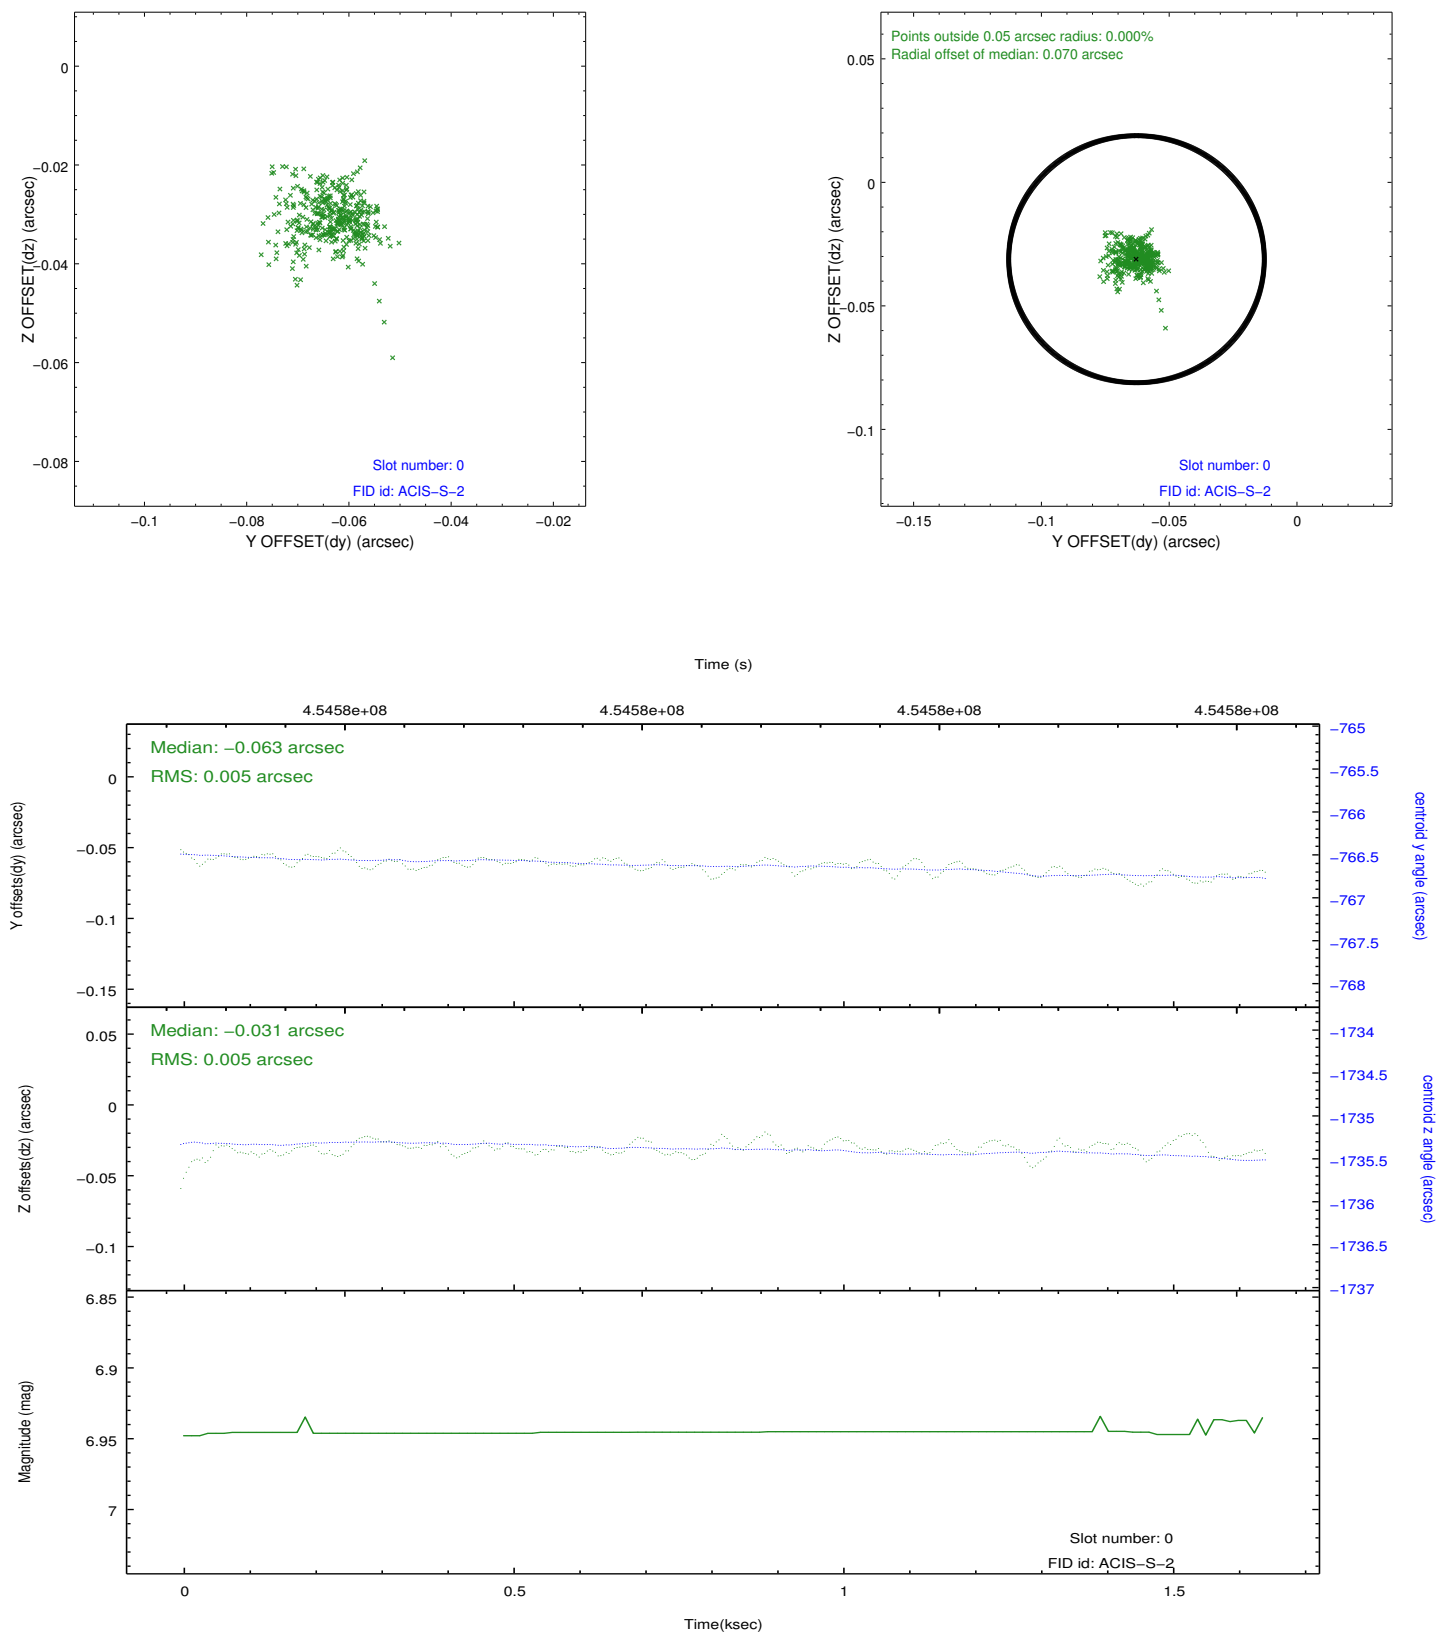 0
−0.02
−0.04
−0.06
−0.08
Z OFFSET(dz) (arcsec)
Slot number: 0
FID id: ACIS−S−2
−0.1
−0.08
−0.06
−0.04
−0.02
Y OFFSET(dy) (arcsec)
Points outside 0.05 arcsec radius: 0.000%
Radial offset of median: 0.070 arcsec
0.05
0
−0.05
−0.1
Z OFFSET(dz) (arcsec)
Slot number: 0
FID id: ACIS−S−2
−0.15
−0.1
−0.05
0
Y OFFSET(dy) (arcsec)
Time (s)
4.5458e+08
4.5458e+08
4.5458e+08
4.5458e+08
Median: −0.063 arcsec
RMS: 0.005 arcsec
0
−0.05
−0.1
−0.15
Y offsets(dy) (arcsec)
−765
−765.5
−766
−766.5
−767
−767.5
−768
centroid y angle (arcsec)
Median: −0.031 arcsec
RMS: 0.005 arcsec
0.05
0
−0.05
−0.1
Z offsets(dz) (arcsec)
−1734
−1734.5
−1735
−1735.5
−1736
−1736.5
−1737
centroid z angle (arcsec)
6.85
6.9
6.95
7
Magnitude (mag)
Slot number: 0
FID id: ACIS−S−2
0
0.5
1
1.5
Time(ksec)